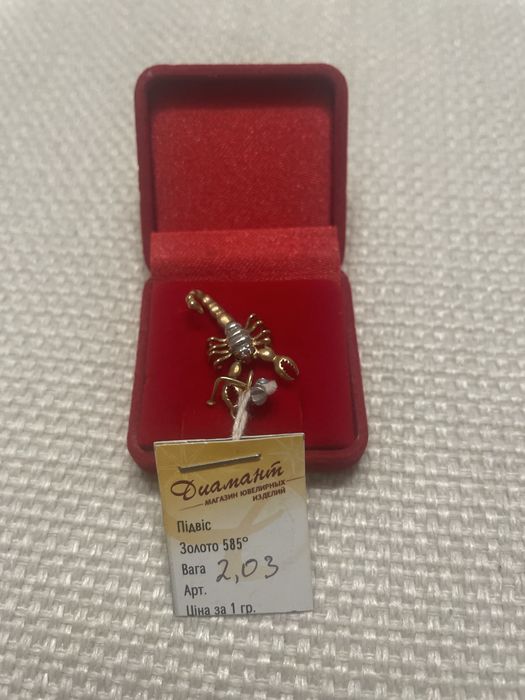 Диамант
МАГАЗИН ЮВЕЛИРНЫХ
ИЗДЕЛИЙ
Підвіс
Золото 585°
Вага 2,03
Арт.
Ціна за 1 гр.